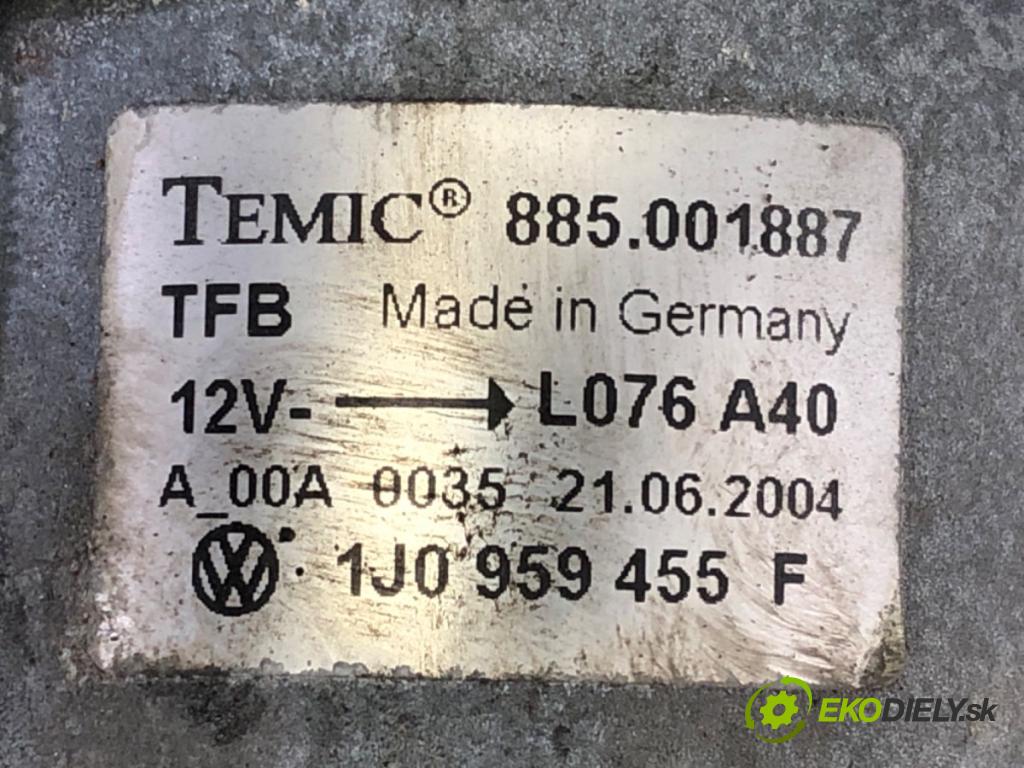 TEMIC® 885.001887
TFB Made in Germany
12V- L076 A40
A_00A 0035 21.06.2004
VW 1J0 959 455 F
EKODIELY.sk